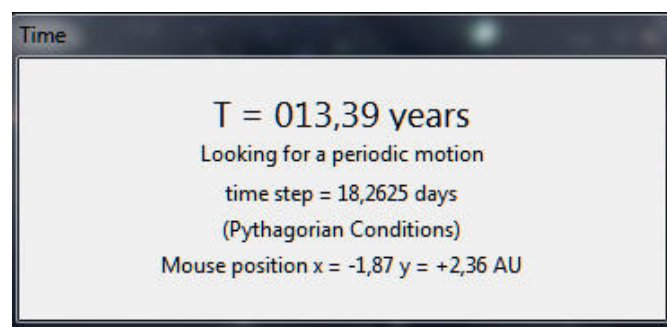 Time
T = 013,39 years
Looking for a periodic motion
time step = 18,2625 days
(Pythagorian Conditions)
Mouse position x = -1,87 y = +2,36 AU